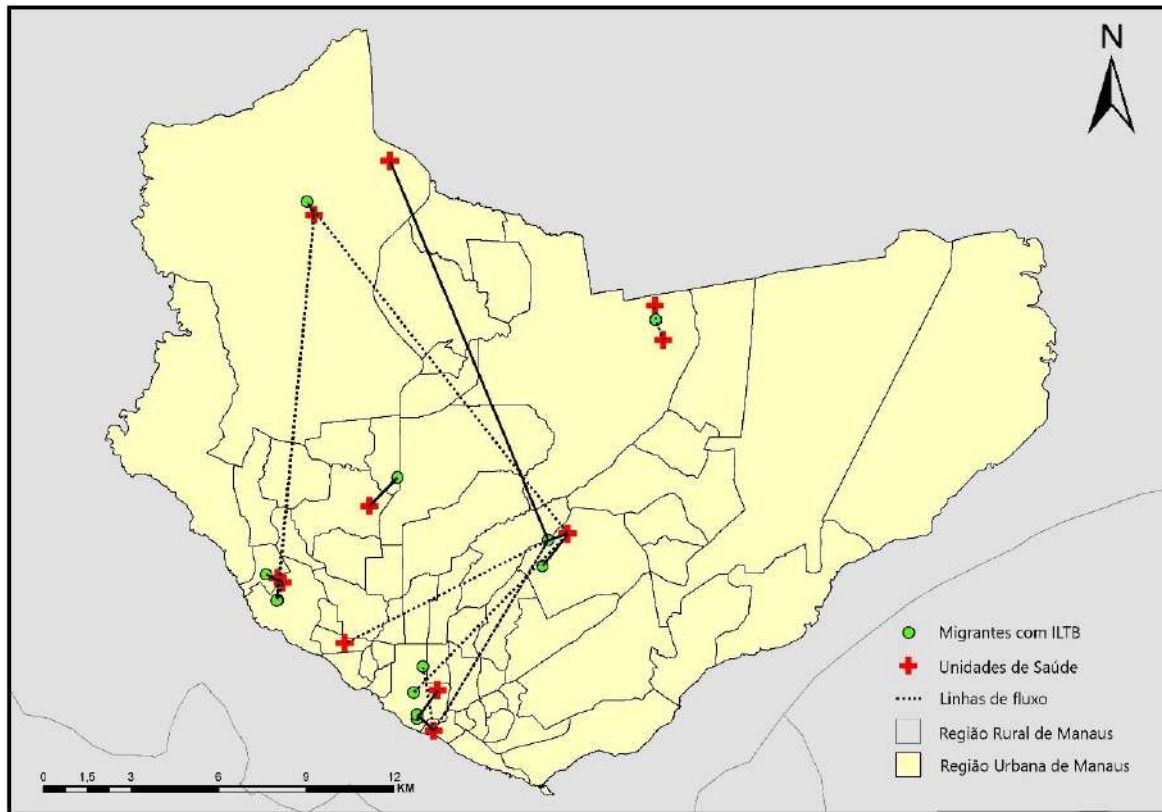 N
Migrantes com ILTB
Unidades de Saúde
Linhas de fluxo
Região Rural de Manaus
Região Urbana de Manaus
0 1,5 3 6 9 12
KM